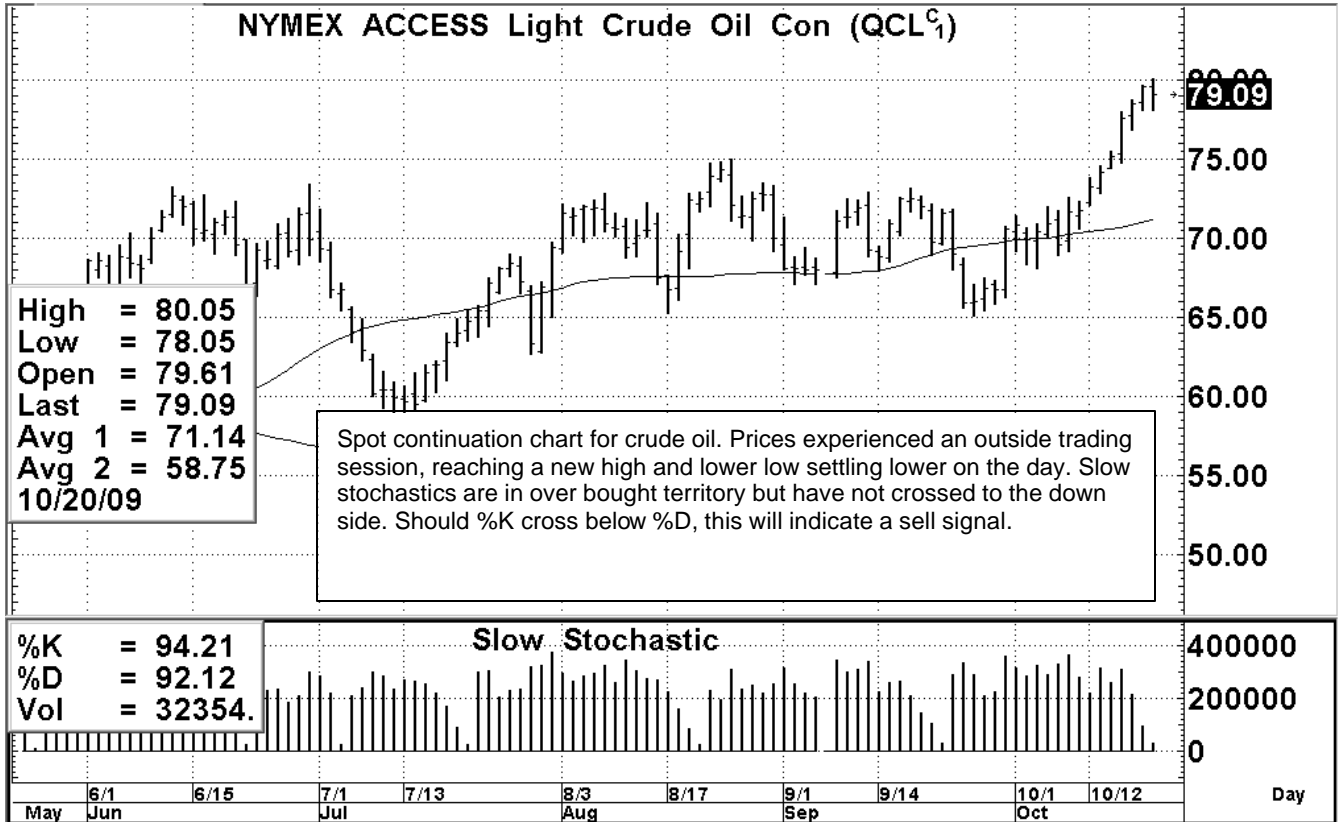 NYMEX ACCESS Light Crude Oil Con (QCL C 1)
80.00
79.09
75.00
70.00
65.00
60.00
55.00
50.00
High = 80.05
Low = 78.05
Open = 79.61
Last = 79.09
Avg 1 = 71.14
Avg 2 = 58.75
10/20/09
Spot continuation chart for crude oil. Prices experienced an outside trading
session, reaching a new high and lower low settling lower on the day. Slow
stochastics are in over bought territory but have not crossed to the down
side. Should %K cross below %D, this will indicate a sell signal.
Slow Stochastic
%K = 94.21
%D = 92.12
Vol = 32354.
400000
200000
0
6/1 6/15 7/1 7/13 8/3 8/17 9/1 9/14 10/1 10/12 Day
May Jun Jul Aug Sep Oct